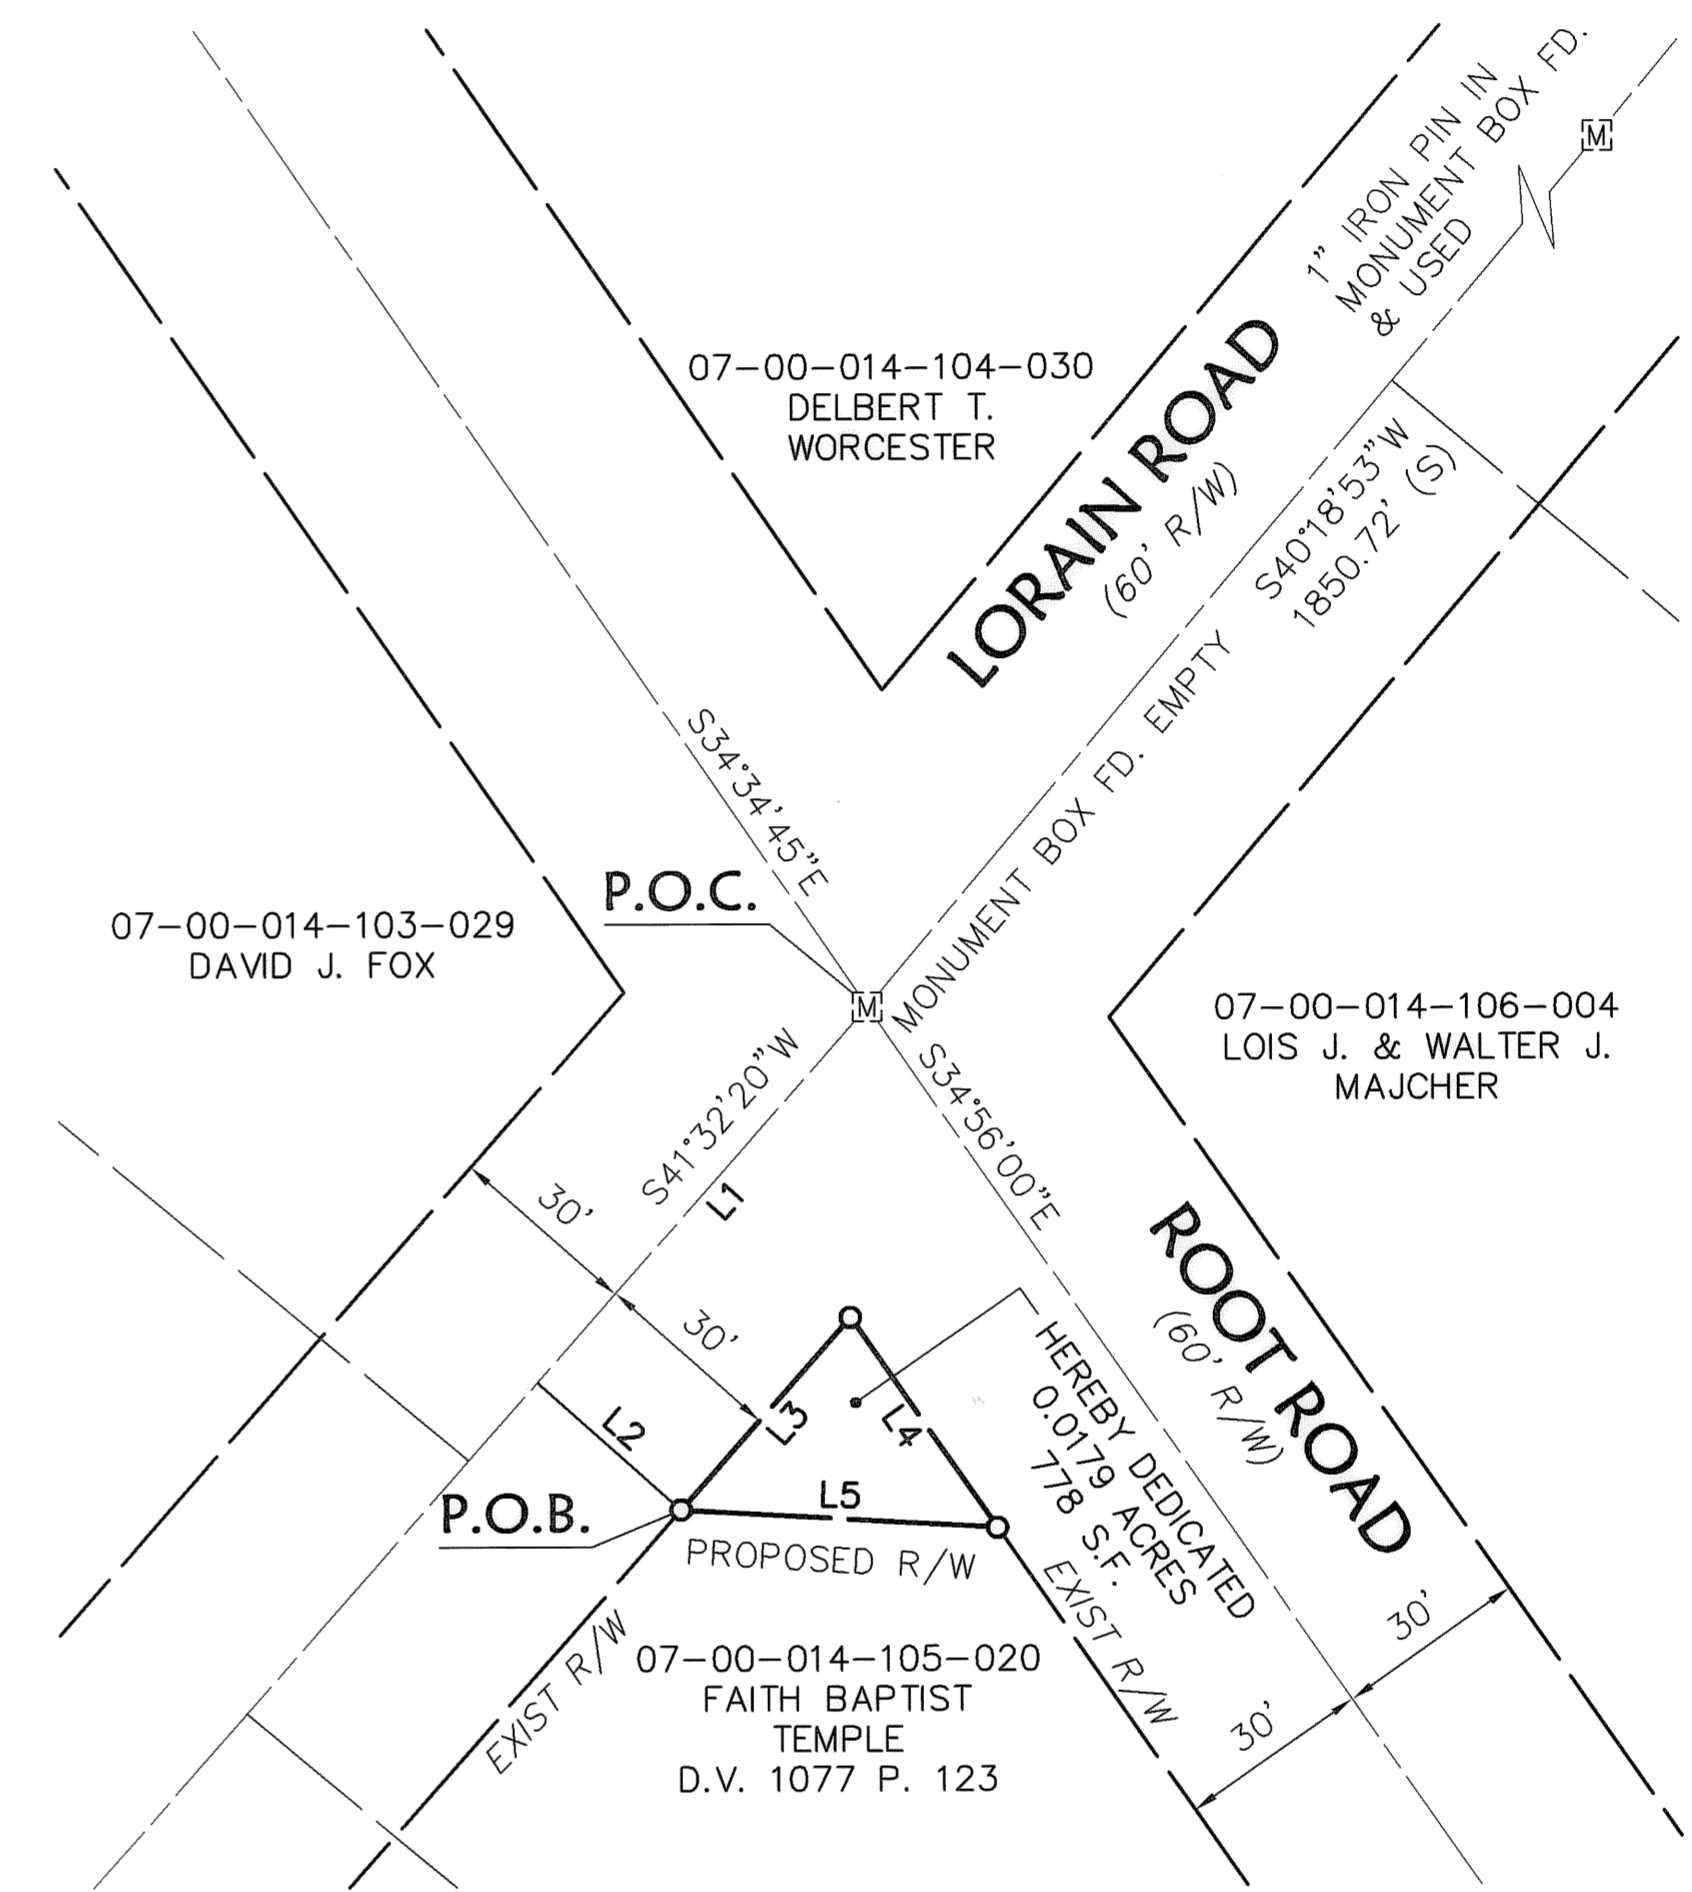 1" IRON PIN IN
MONUMENT BOX FD.
& USED
M
07-00-014-104-030
DELBERT T.
WORCESTER
LORAIN ROAD
(60' R/W)
S40°18'53"W
1850.72' (S)
MONUMENT BOX FD. EMPTY
S34°34'45"E
P.O.C.
M
07-00-014-103-029
DAVID J. FOX
07-00-014-106-004
LOIS J. & WALTER J.
MAJCHER
S41°32'20"W
L1
S34°56'00"E
30'
30'
ROOT ROAD
(60' R/W)
L2
L3
L4
L5
HEREBY DEDICATED
0.0179 ACRES
778 S.F.
P.O.B.
PROPOSED R/W
EXIST R/W
EXIST R/W
07-00-014-105-020
FAITH BAPTIST
TEMPLE
D.V. 1077 P. 123
30'
30'